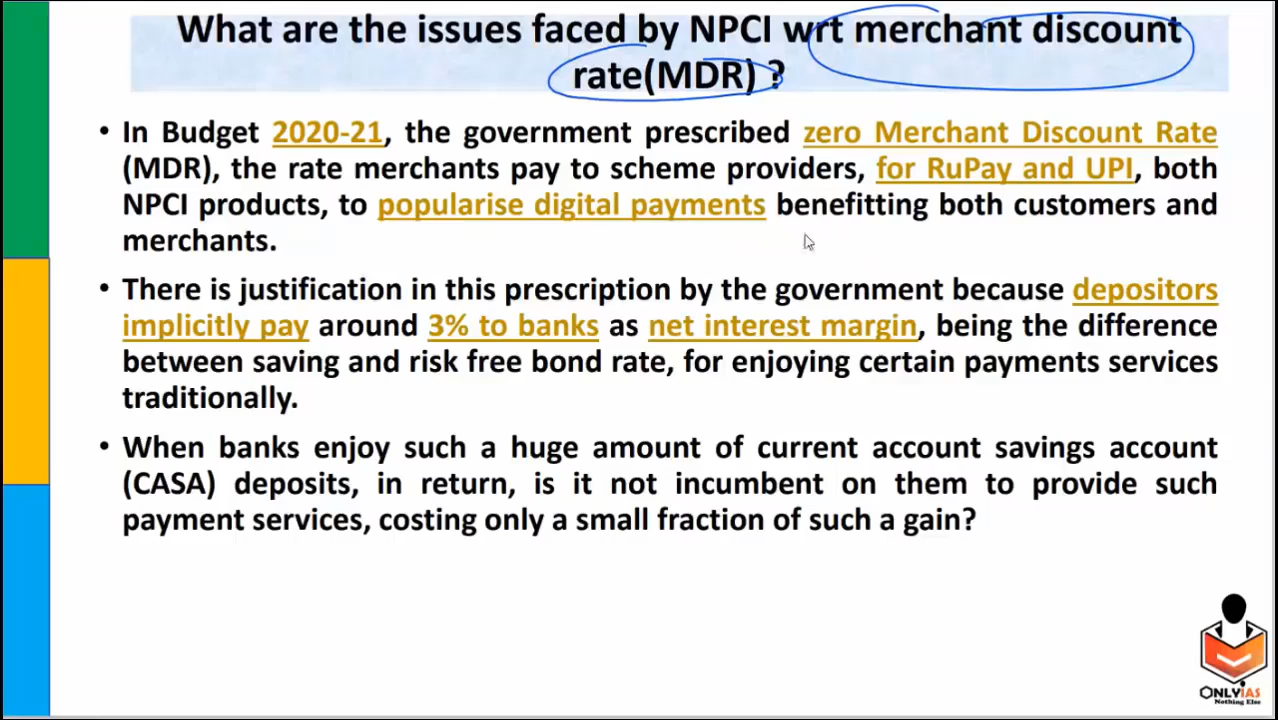 What are the issues faced by NPCI wrt merchant discount
rate(MDR) ?
• In Budget 2020-21, the government prescribed zero Merchant Discount Rate
(MDR), the rate merchants pay to scheme providers, for RuPay and UPI, both
NPCI products, to popularise digital payments benefitting both customers and
merchants.
• There is justification in this prescription by the government because depositors
implicitly pay around 3% to banks as net interest margin, being the difference
between saving and risk free bond rate, for enjoying certain payments services
traditionally.
• When banks enjoy such a huge amount of current account savings account
(CASA) deposits, in return, is it not incumbent on them to provide such
payment services, costing only a small fraction of such a gain?
ONLYIAS
Nothing Else